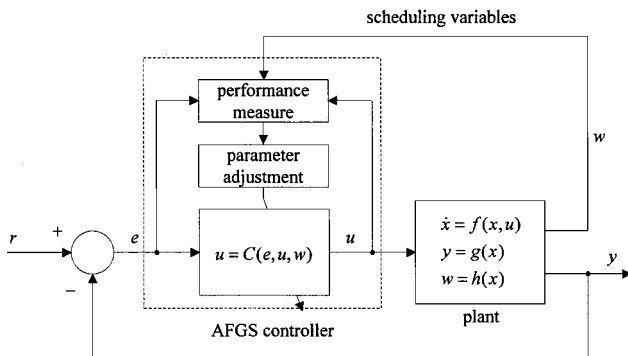 scheduling variables
performance
measure
w
parameter
adjustment
+
r
e
u = C(e, u, w)
u
ẋ = f(x, u)
y = g(x)
w = h(x)
y
−
plant
AFGS controller